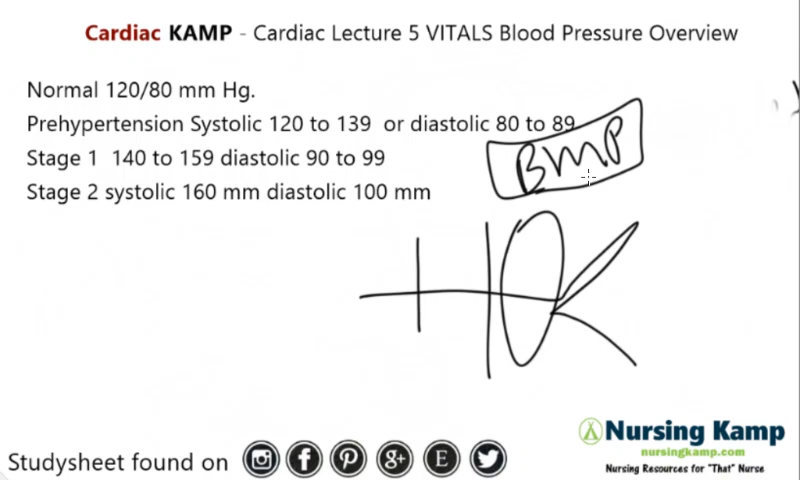 Cardiac KAMP - Cardiac Lecture 5 VITALS Blood Pressure Overview
Normal 120/80 mm Hg.
Prehypertension Systolic 120 to 139 or diastolic 80 to 89
Stage 1 140 to 159 diastolic 90 to 99
BMP
Stage 2 systolic 160 mm diastolic 100 mm
Nursing Kamp
nursingkamp.com
Nursing Resources for "That" Nurse
Studysheet found on